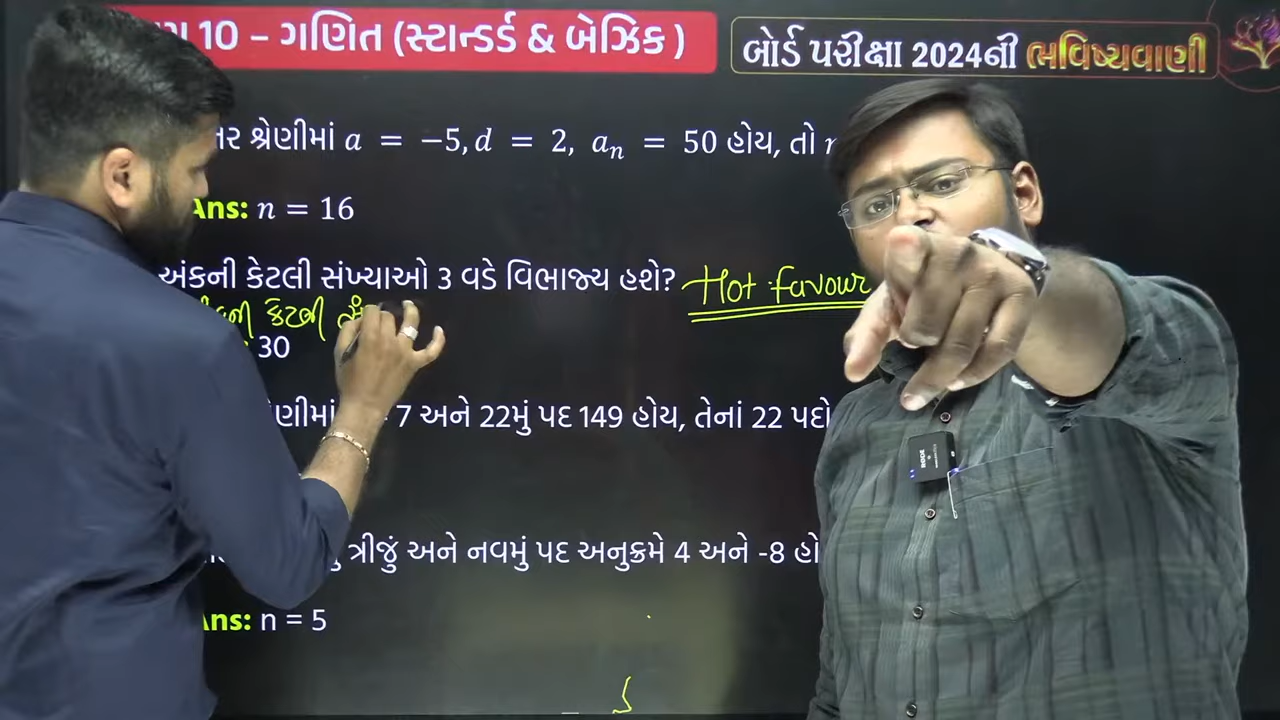 10 – ગણિત (સ્ટાન્ડર્ડ & બેઝિક )
બોર્ડ પરીક્ષા 2024ની ભવિષ્યવાણી
શ્રેણીમાં a = −5, d = 2, aₙ = 50 હોય, તો
Ans: n = 16
અંકની કેટલી સંખ્યાઓ 3 વડે વિભાજ્ય હશે? Hot favour
કેટલી
30
7 અને 22મું પદ 149 હોય, તેનાં 22 પદો
ત્રીજું અને નવમું પદ અનુક્રમે 4 અને -8
Ans: n = 5
RODE